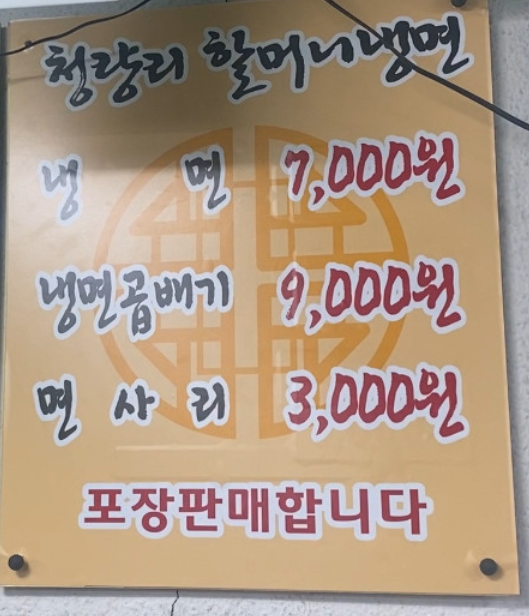 청량리 할머니냉면
냉면 7,000원
냉면곱배기 9,000원
면사리 3,000원
포장판매합니다